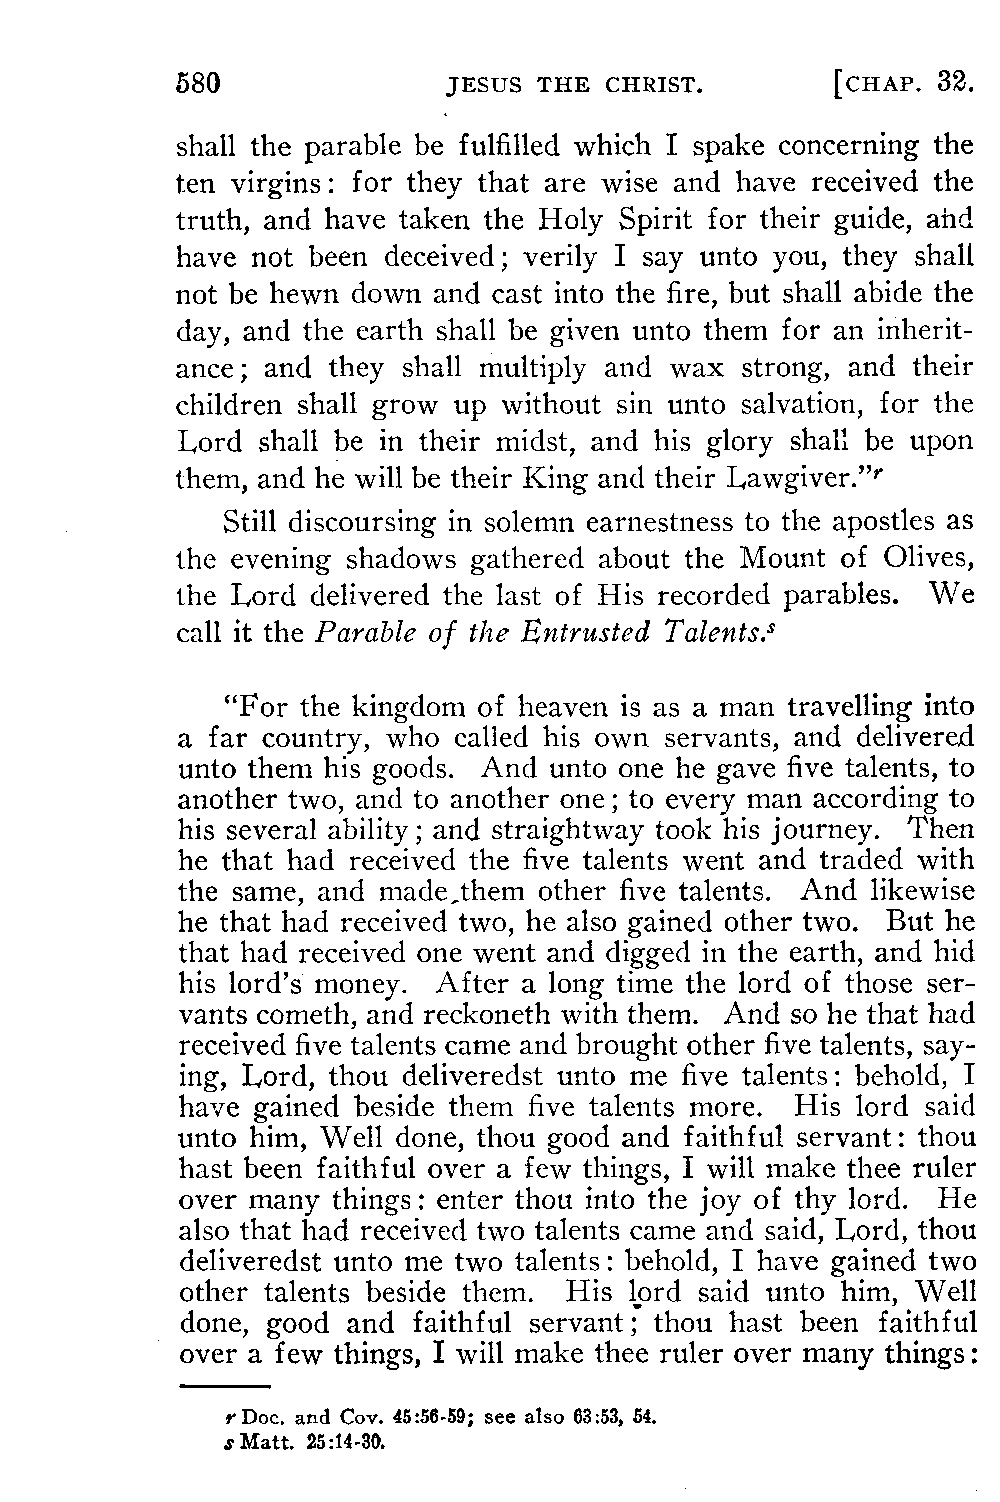 580 JESUS THE CHRIST. [CHAP. 32.
shall the parable be fulfilled which I spake concerning the
ten virgins: for they that are wise and have received the
truth, and have taken the Holy Spirit for their guide, and
have not been deceived; verily I say unto you, they shall
not be hewn down and cast into the fire, but shall abide the
day, and the earth shall be given unto them for an inherit-
ance; and they shall multiply and wax strong, and their
children shall grow up without sin unto salvation, for the
Lord shall be in their midst, and his glory shall be upon
them, and he will be their King and their Lawgiver."r
Still discoursing in solemn earnestness to the apostles as
the evening shadows gathered about the Mount of Olives,
the Lord delivered the last of His recorded parables. We
call it the Parable of the Entrusted Talents.s
"For the kingdom of heaven is as a man travelling into
a far country, who called his own servants, and delivered
unto them his goods. And unto one he gave five talents, to
another two, and to another one; to every man according to
his several ability; and straightway took his journey. Then
he that had received the five talents went and traded with
the same, and made them other five talents. And likewise
he that had received two, he also gained other two. But he
that had received one went and digged in the earth, and hid
his lord's money. After a long time the lord of those ser-
vants cometh, and reckoneth with them. And so he that had
received five talents came and brought other five talents, say-
ing, Lord, thou deliveredst unto me five talents: behold, I
have gained beside them five talents more. His lord said
unto him, Well done, thou good and faithful servant: thou
hast been faithful over a few things, I will make thee ruler
over many things: enter thou into the joy of thy lord. He
also that had received two talents came and said, Lord, thou
deliveredst unto me two talents: behold, I have gained two
other talents beside them. His lord said unto him, Well
done, good and faithful servant; thou hast been faithful
over a few things, I will make thee ruler over many things:
r Doc. and Cov. 45:56-59; see also 63:53, 54.
s Matt. 25:14-30.